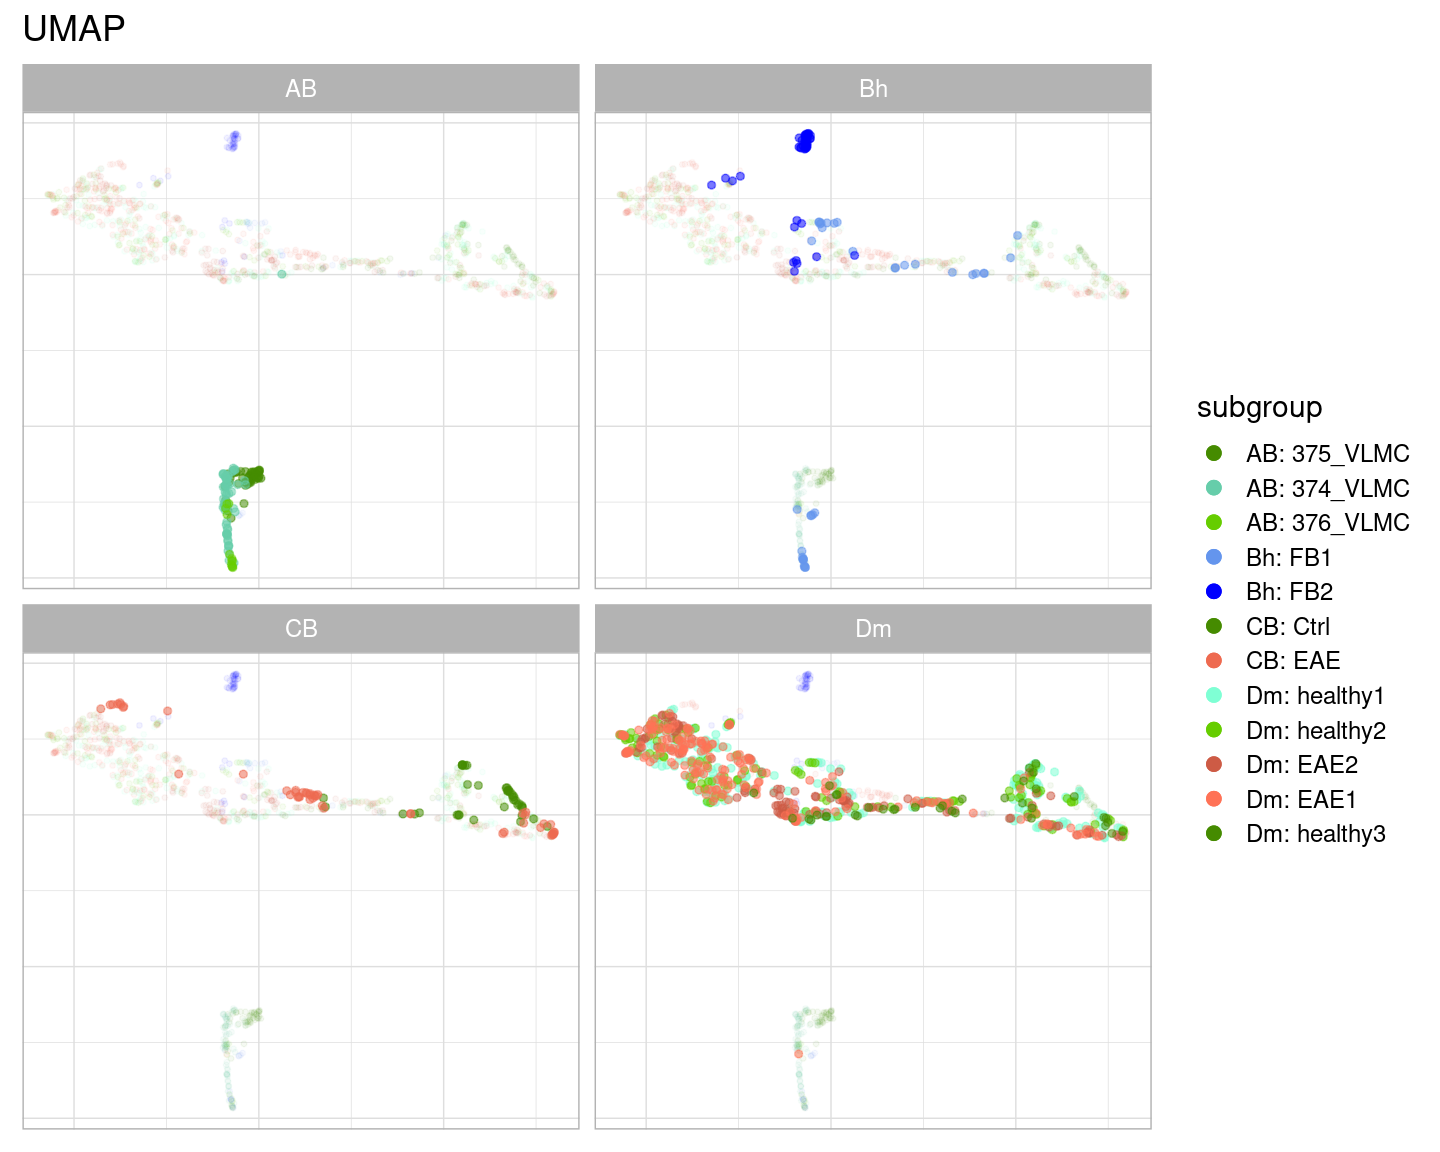 UMAP
AB
Bh
CB
Dm
subgroup
AB: 375_VLMC
AB: 374_VLMC
AB: 376_VLMC
Bh: FB1
Bh: FB2
CB: Ctrl
CB: EAE
Dm: healthy1
Dm: healthy2
Dm: EAE2
Dm: EAE1
Dm: healthy3